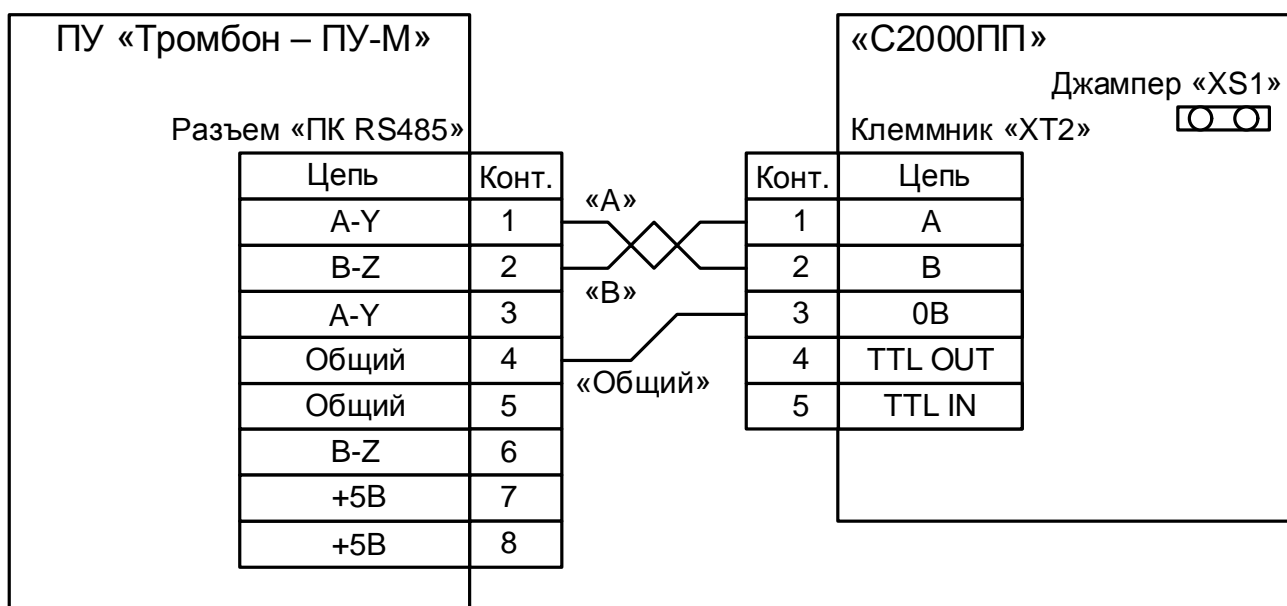 ПУ «Тромбон – ПУ-М»
Разъем «ПК RS485»
Цепь Конт.
A-Y 1
B-Z 2
A-Y 3
Общий 4
Общий 5
B-Z 6
+5В 7
+5В 8
«А»
«В»
«Общий»
«С2000ПП»
Джампер «XS1»
Клеммник «XT2»
Конт. Цепь
1 А
2 В
3 0В
4 TTL OUT
5 TTL IN